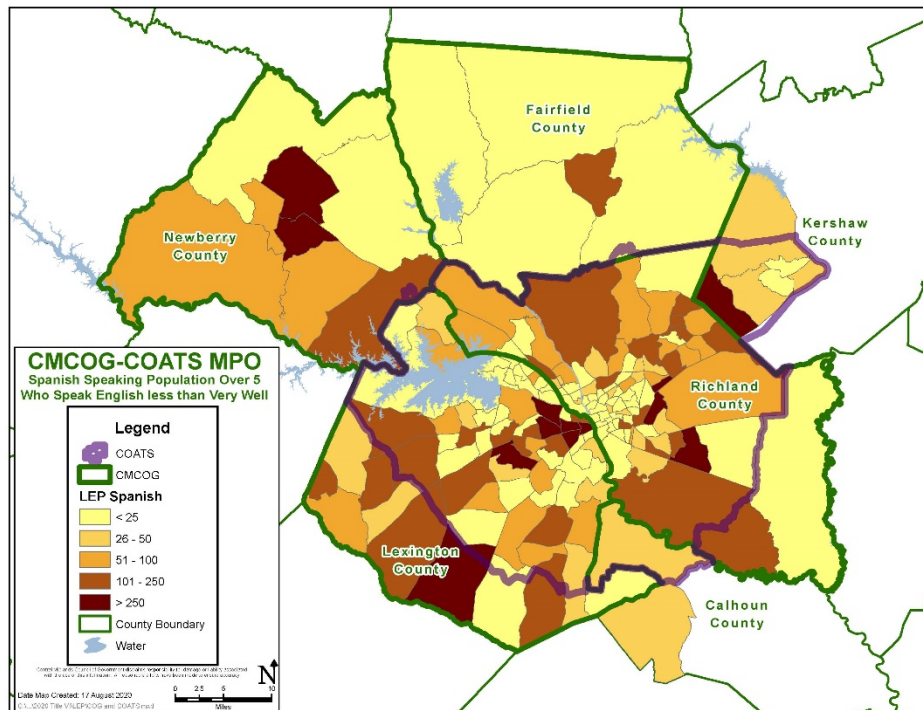 Fairfield
County
Kershaw
County
Newberry
County
CMCOG-COATS MPO
Spanish Speaking Population Over 5
Who Speak English less than Very Well
Richland
County
Legend
COATS
CMCOG
LEP Spanish
< 25
26 - 50
51 - 100
101 - 250
> 250
County Boundary
Water
Lexington
County
Calhoun
County
N
Date Map Created: 17 August 2020
0 2.5 5 10
Miles